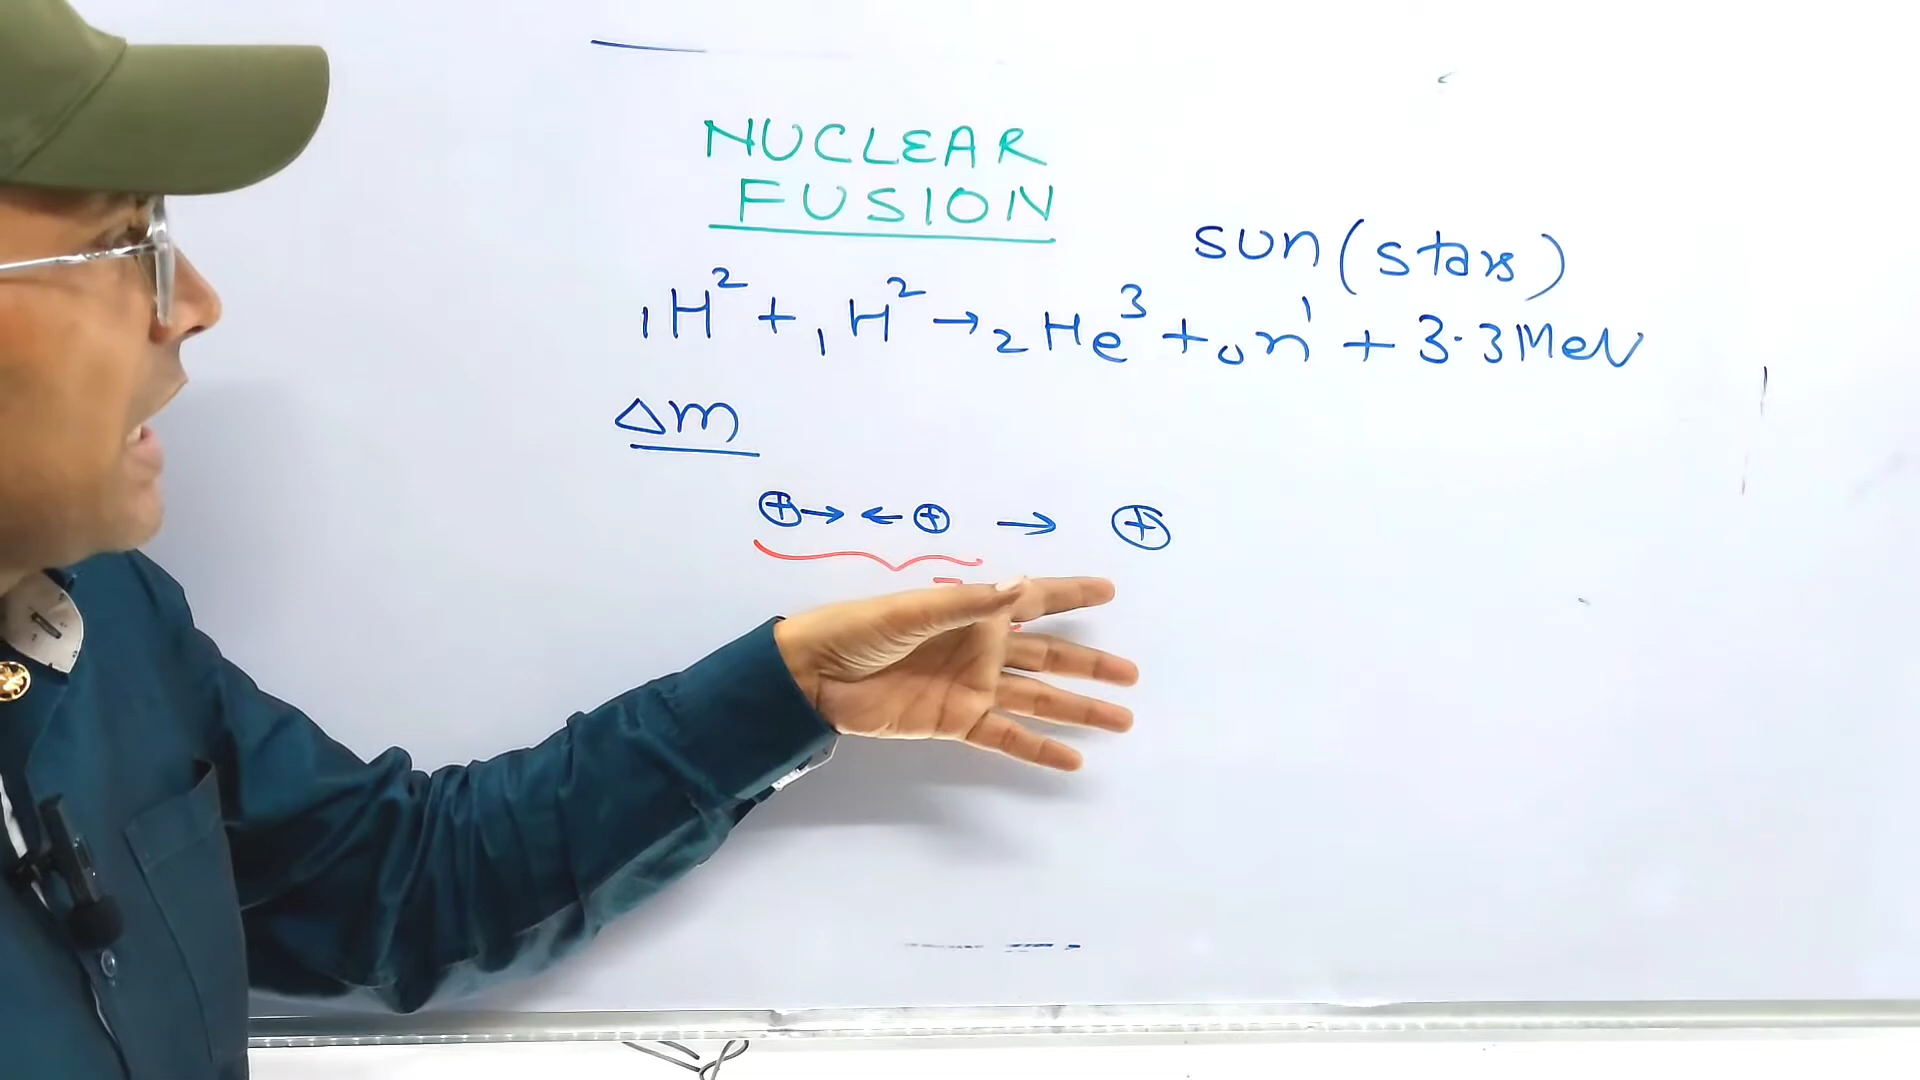 NUCLEAR
FUSION
sun (stars)
₁H² + ₁H² → ₂He³ + ₀n¹ + 3.3 MeV
Δm
⊕→ ←⊕ → ⊕